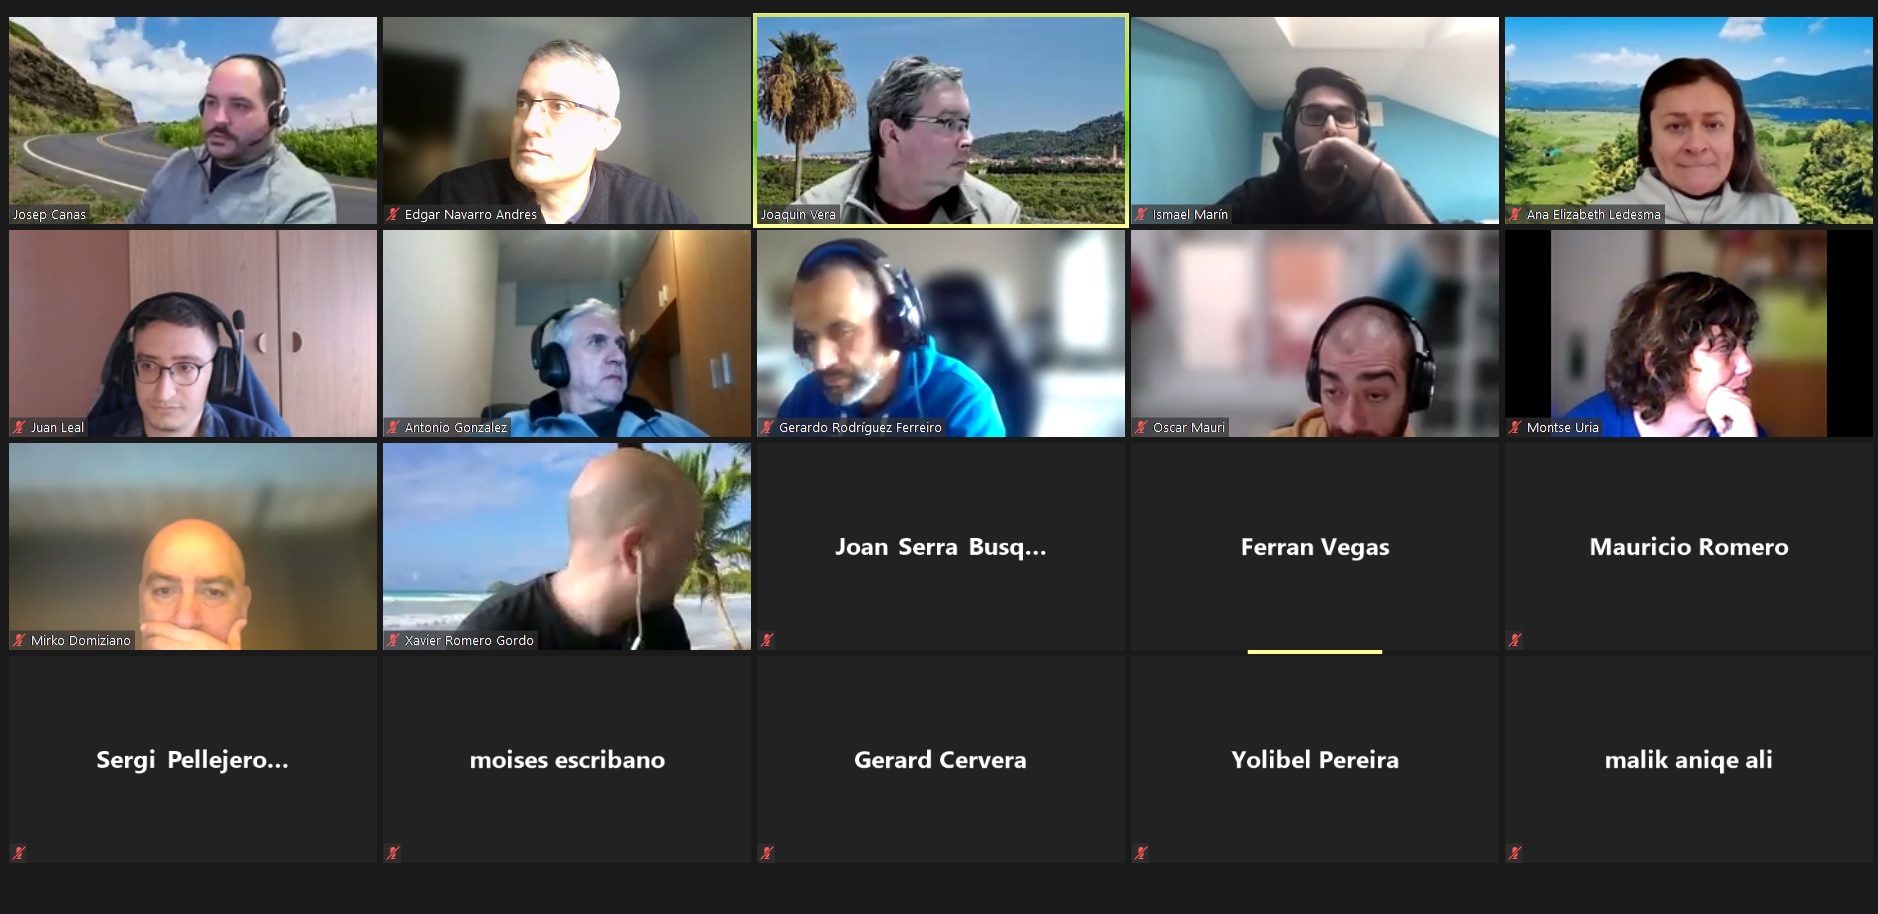 Josep Canas
Edgar Navarro Andres
Joaquin Vera
Ismael Marín
Ana Elizabeth Ledesma
Juan Leal
Antonio Gonzalez
Gerardo Rodríguez Ferreiro
Oscar Mauri
Montse Uria
Mirko Domiziano
Xavier Romero Gordo
Joan Serra Busq...
Ferran Vegas
Mauricio Romero
Sergi Pellejero...
moises escribano
Gerard Cervera
Yolibel Pereira
malik aniqe ali